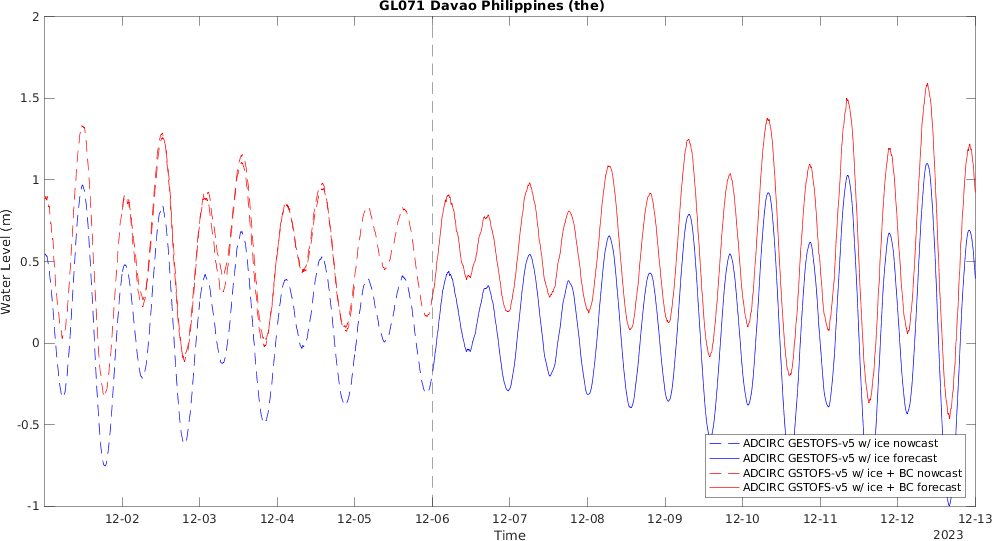 GL071 Davao Philippines (the)
2
1.5
1
0.5
0
-0.5
-1
Water Level (m)
ADCIRC GESTOFS-v5 w/ ice nowcast
ADCIRC GESTOFS-v5 w/ ice forecast
ADCIRC GSTOFS-v5 w/ ice + BC nowcast
ADCIRC GSTOFS-v5 w/ ice + BC forecast
12-02 12-03 12-04 12-05 12-06 12-07 12-08 12-09 12-10 12-11 12-12 12-13
Time
2023